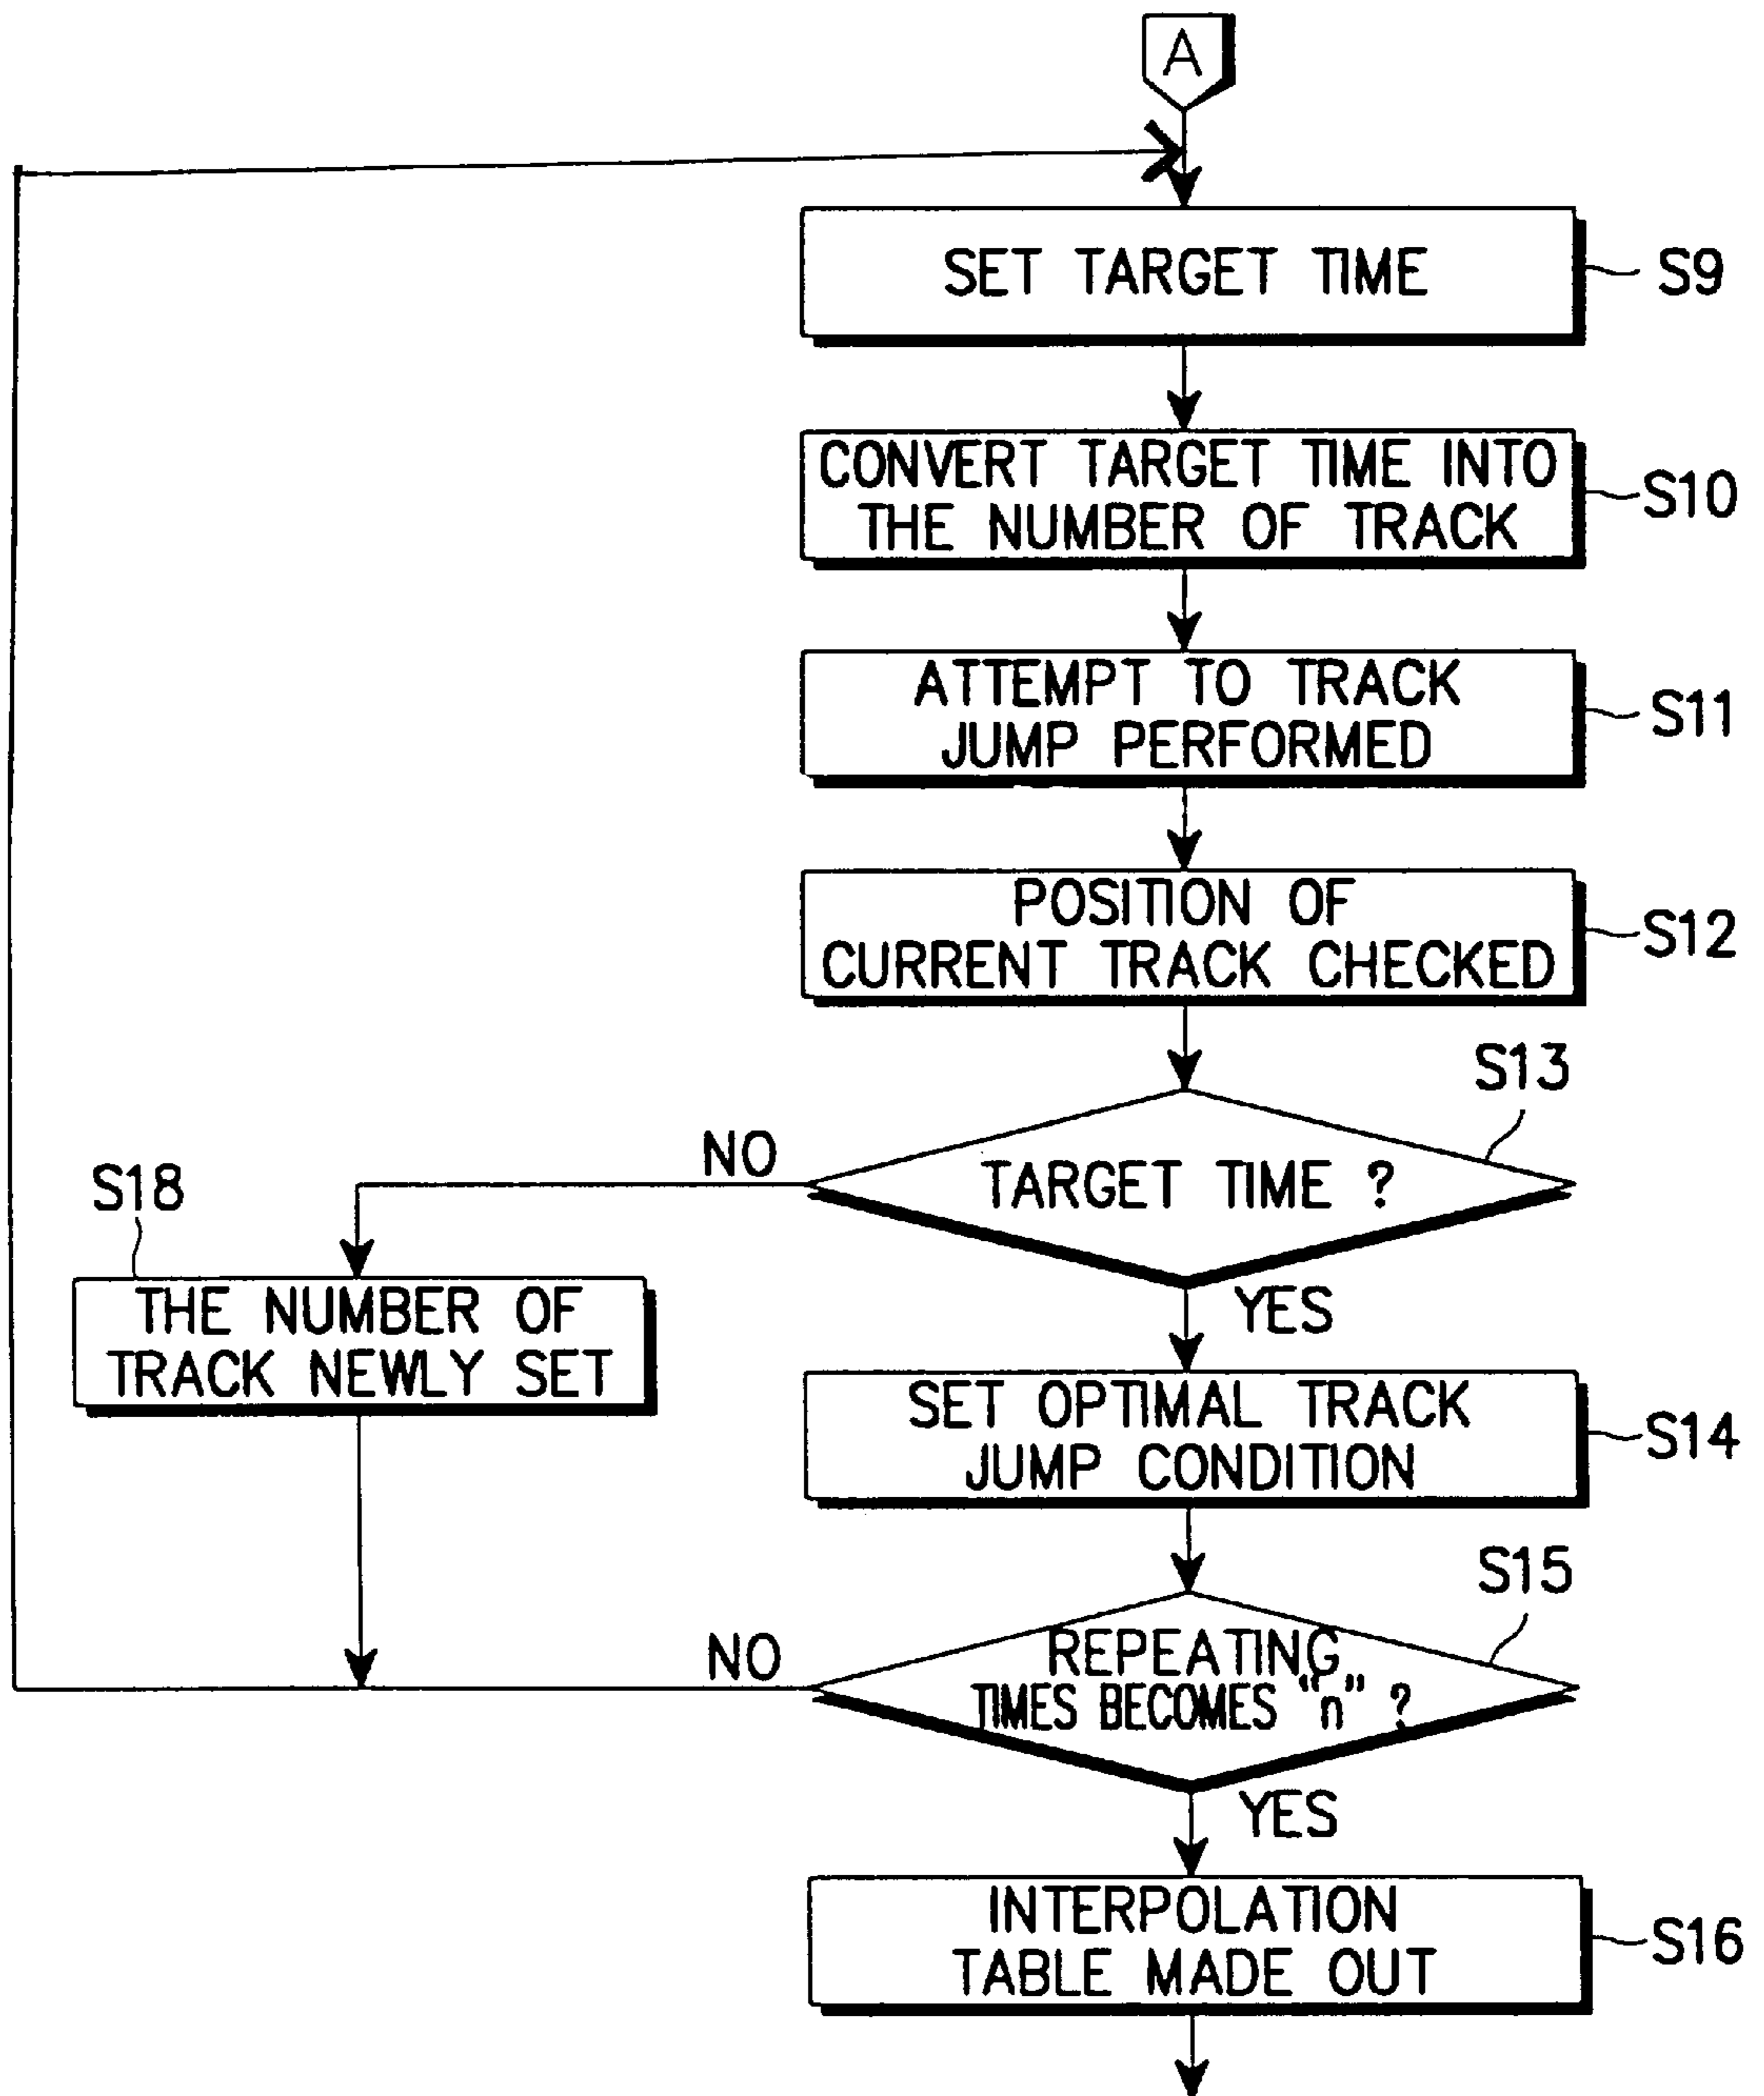 A
SET TARGET TIME
S9
CONVERT TARGET TIME INTO
THE NUMBER OF TRACK
S10
ATTEMPT TO TRACK
JUMP PERFORMED
S11
POSITION OF
CURRENT TRACK CHECKED
S12
S13
TARGET TIME ?
NO
YES
S18
THE NUMBER OF
TRACK NEWLY SET
SET OPTIMAL TRACK
JUMP CONDITION
S14
S15
REPEATING
TIMES BECOMES "n" ?
NO
YES
INTERPOLATION
TABLE MADE OUT
S16